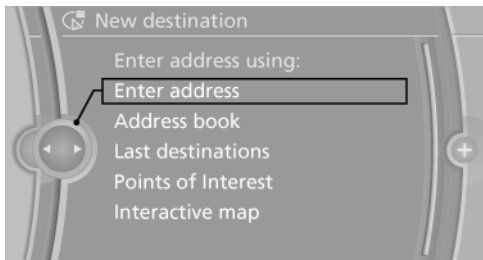 New destination
Enter address using:
Enter address
Address book
Last destinations
Points of Interest
Interactive map